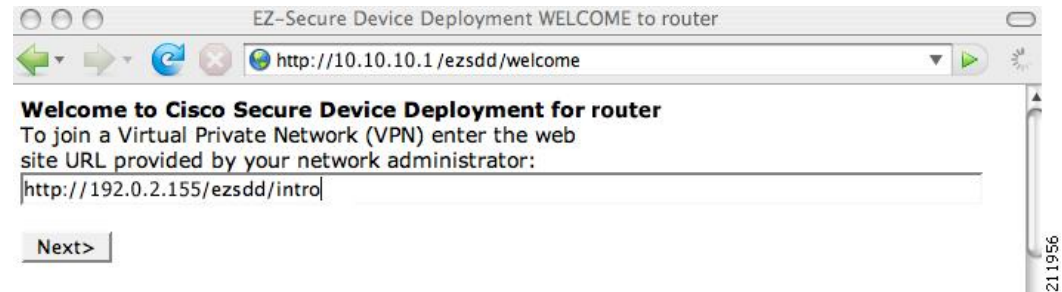 EZ-Secure Device Deployment WELCOME to router
http://10.10.10.1/ezsdd/welcome
Welcome to Cisco Secure Device Deployment for router
To join a Virtual Private Network (VPN) enter the web
site URL provided by your network administrator:
http://192.0.2.155/ezsdd/intro
Next>
211956